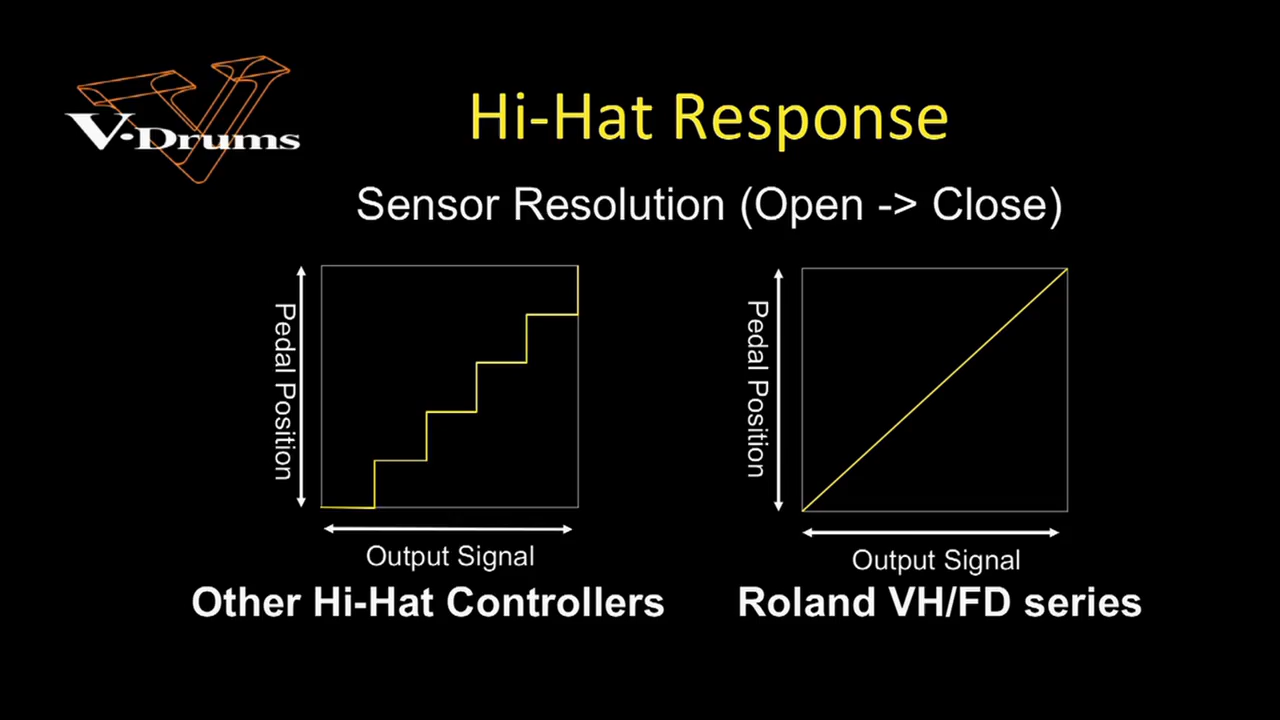 V-Drums
Hi-Hat Response
Sensor Resolution (Open -> Close)
Pedal Position
Output Signal
Other Hi-Hat Controllers
Pedal Position
Output Signal
Roland VH/FD series